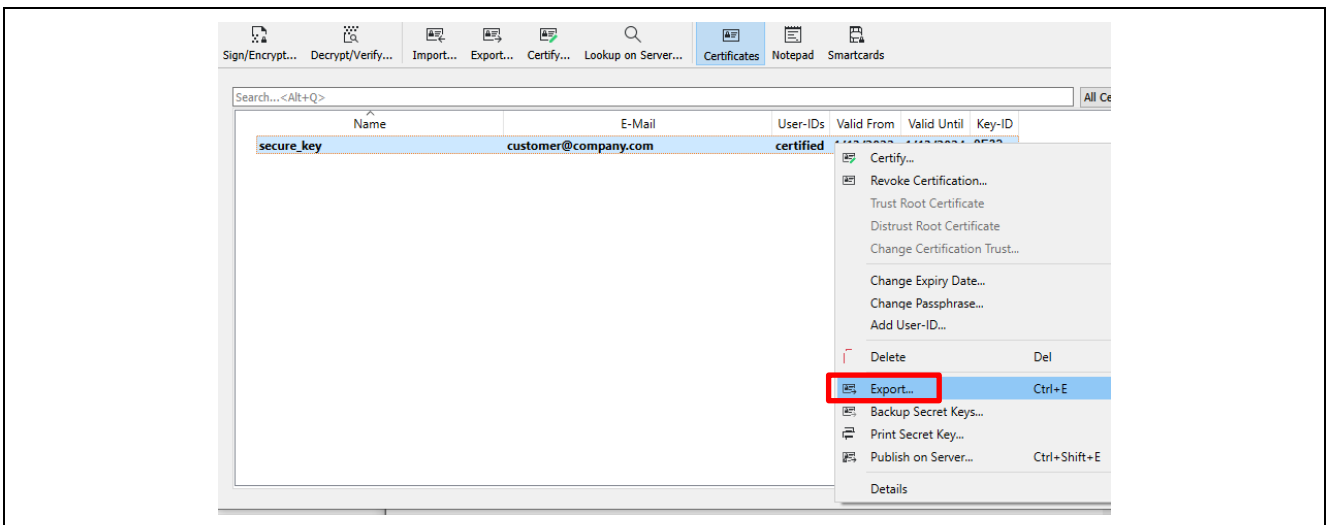 Sign/Encrypt... Decrypt/Verify... Import... Export... Certify... Lookup on Server... Certificates Notepad Smartcards
Search...<Alt+Q> All Ce
Name E-Mail User-IDs Valid From Valid Until Key-ID
secure_key customer@company.com certified
Certify...
Revoke Certification...
Trust Root Certificate
Distrust Root Certificate
Change Certification Trust...
Change Expiry Date...
Change Passphrase...
Add User-ID...
Delete Del
Export... Ctrl+E
Backup Secret Keys...
Print Secret Key...
Publish on Server... Ctrl+Shift+E
Details